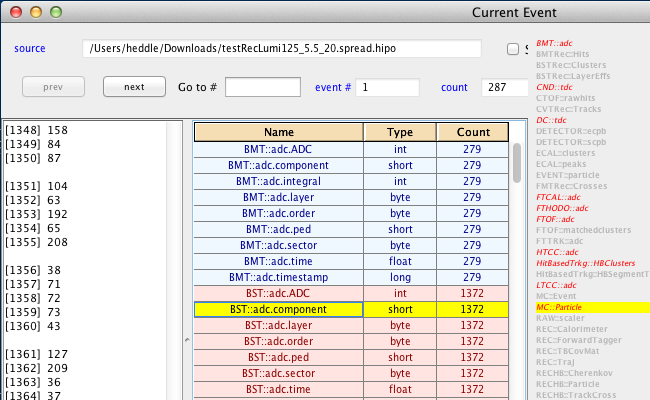 Current Event
source /Users/heddle/Downloads/testRecLumi125_5.5_20.spread.hipo
prev next Go to # event # 1 count 287
[1348] 158
[1349] 84
[1350] 87
[1351] 104
[1352] 63
[1353] 192
[1354] 65
[1355] 208
[1356] 38
[1357] 71
[1358] 72
[1359] 73
[1360] 43
[1361] 127
[1362] 209
[1363] 36
[1364] 37
Name Type Count
BMT::adc.ADC int 279
BMT::adc.component short 279
BMT::adc.integral int 279
BMT::adc.layer byte 279
BMT::adc.order byte 279
BMT::adc.ped short 279
BMT::adc.sector byte 279
BMT::adc.time float 279
BMT::adc.timestamp long 279
BST::adc.ADC int 1372
BST::adc.component short 1372
BST::adc.layer byte 1372
BST::adc.order byte 1372
BST::adc.ped short 1372
BST::adc.sector byte 1372
BST::adc.time float 1372
BMT::adc
BMTRec::Hits
BSTRec::Clusters
BSTRec::LayerEffs
CND::tdc
CTOF::rawhits
CVTRec::Tracks
DC::tdc
DETECTOR::ecpb
DETECTOR::scpb
ECAL::clusters
ECAL::peaks
EVENT::particle
FMTRec::Crosses
FTCAL::adc
FTHODO::adc
FTOF::adc
FTOF::matchedclusters
FTTRK::adc
HTCC::adc
HitBasedTrkg::HBClusters
HitBasedTrkg::HBSegmentT
LTCC::adc
MC::Event
MC::Particle
RAW::scaler
REC::Calorimeter
REC::ForwardTagger
REC::TBCovMat
REC::Traj
RECHB::Cherenkov
RECHB::Particle
RECHB::TrackCross